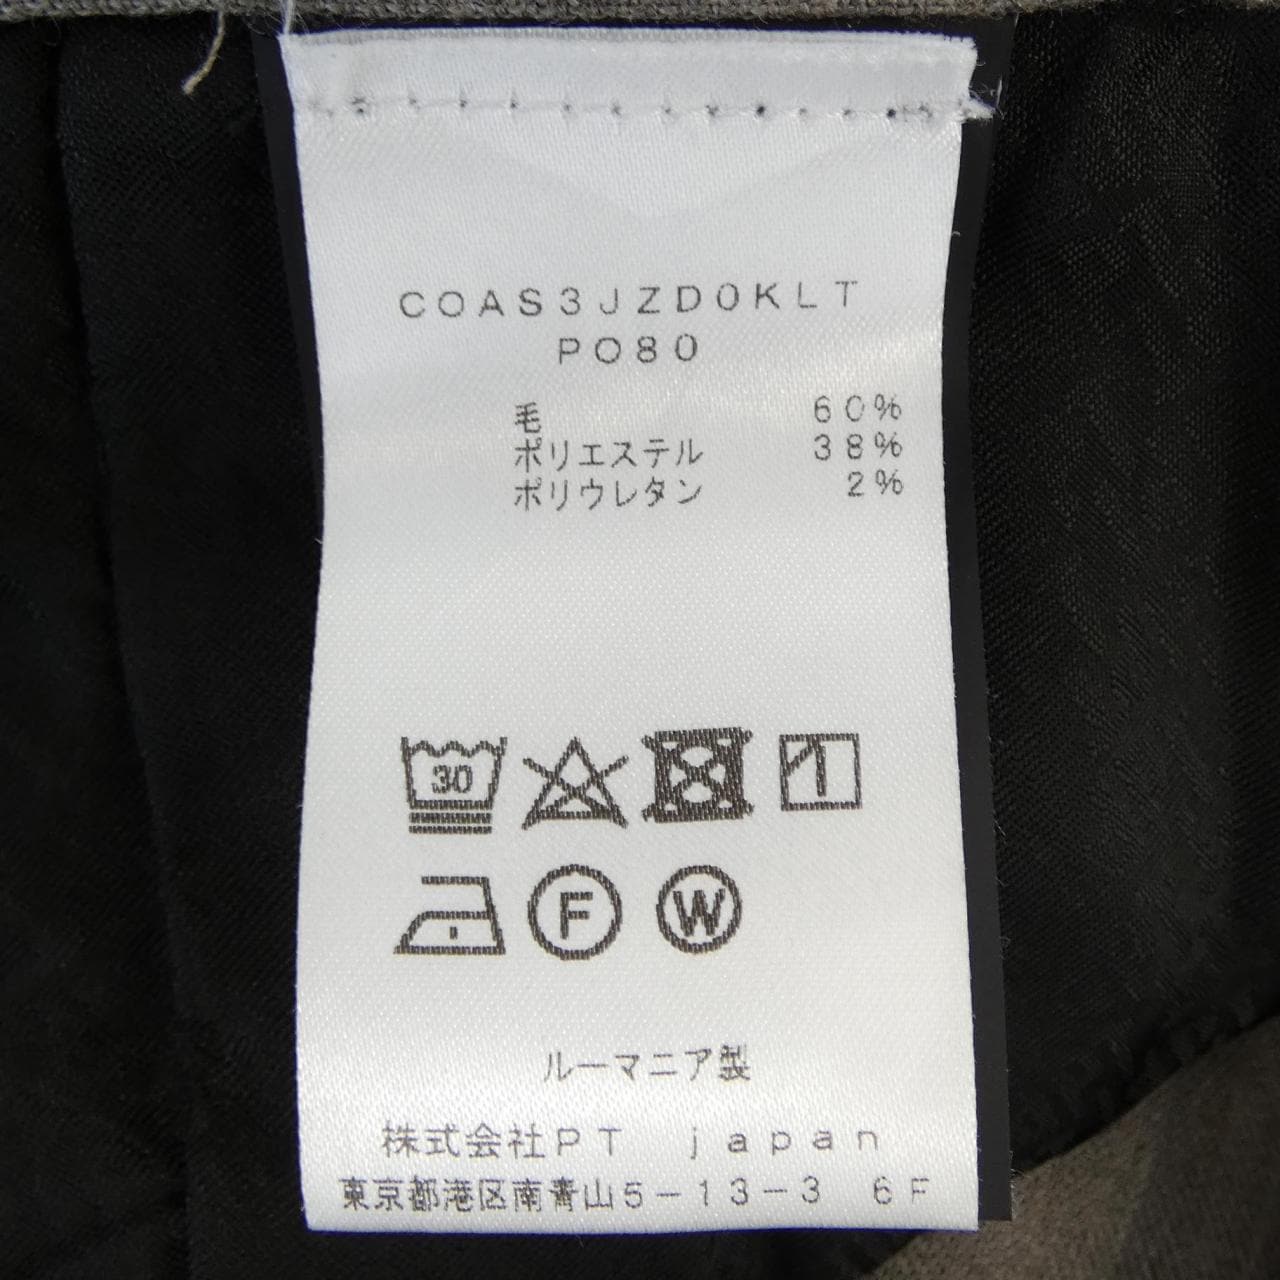 COAS3JZD0KLT
PO80
毛 60%
ポリエステル 38%
ポリウレタン 2%
30
F W
ルーマニア製
株式会社PT japan
東京都港区南青山5-13-3 6F